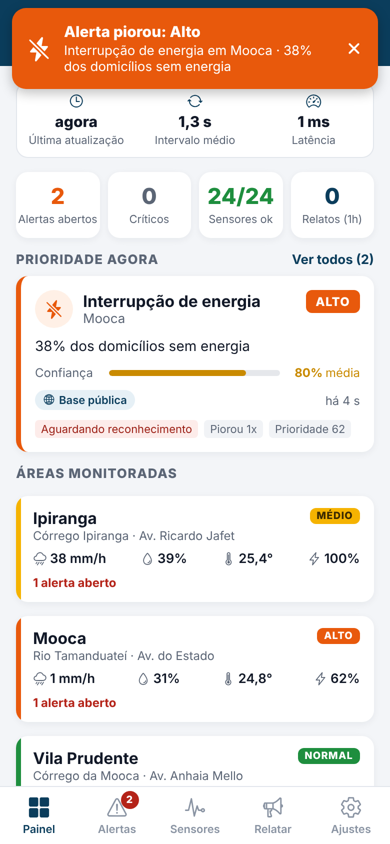 Alerta piorou: Alto
Interrupção de energia em Mooca · 38%
dos domicílios sem energia
agora
Última atualização
1,3 s
Intervalo médio
1 ms
Latência
2
Alertas abertos
0
Críticos
24/24
Sensores ok
0
Relatos (1h)
PRIORIDADE AGORA
Ver todos (2)
Interrupção de energia
ALTO
Mooca
38% dos domicílios sem energia
Confiança
80% média
Base pública
há 4 s
Aguardando reconhecimento
Piorou 1x
Prioridade 62
ÁREAS MONITORADAS
Ipiranga
MÉDIO
Córrego Ipiranga · Av. Ricardo Jafet
38 mm/h
39%
25,4°
100%
1 alerta aberto
Mooca
ALTO
Rio Tamanduateí · Av. do Estado
1 mm/h
31%
24,8°
62%
1 alerta aberto
Vila Prudente
NORMAL
Córrego da Mooca · Av. Anhaia Mello
2
Painel
Alertas
Sensores
Relatar
Ajustes